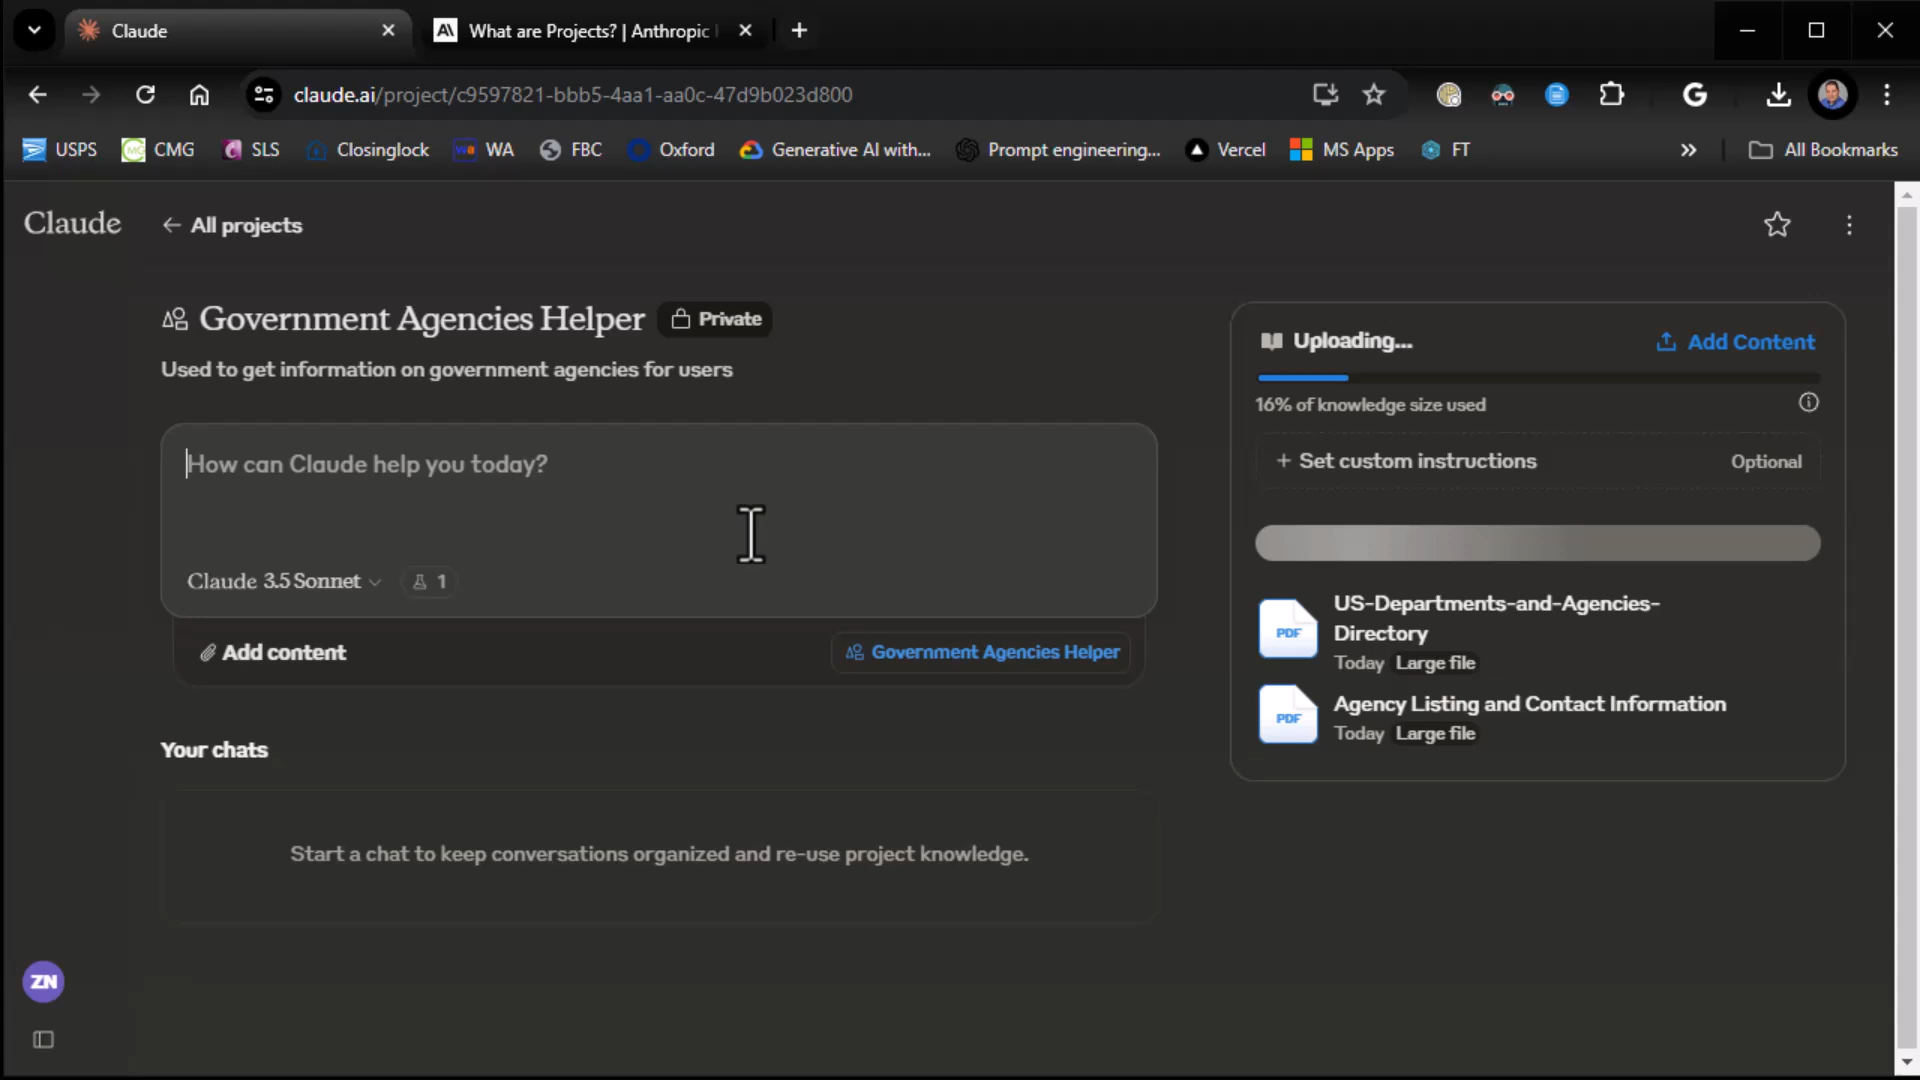 Claude
What are Projects? | Anthropic
claude.ai/project/c9597821-bbb5-4aa1-aa0c-47d9b023d800
USPS
CMG
SLS
Closinglock
WA
FBC
Oxford
Generative AI with...
Prompt engineering...
Vercel
MS Apps
FT
All Bookmarks
Claude
All projects
Government Agencies Helper
Private
Used to get information on government agencies for users
How can Claude help you today?
Claude 3.5 Sonnet
1
Add content
Government Agencies Helper
Your chats
Start a chat to keep conversations organized and re-use project knowledge.
Uploading...
Add Content
16% of knowledge size used
+ Set custom instructions
Optional
PDF
US-Departments-and-Agencies-
Directory
Today Large file
PDF
Agency Listing and Contact Information
Today Large file
ZN